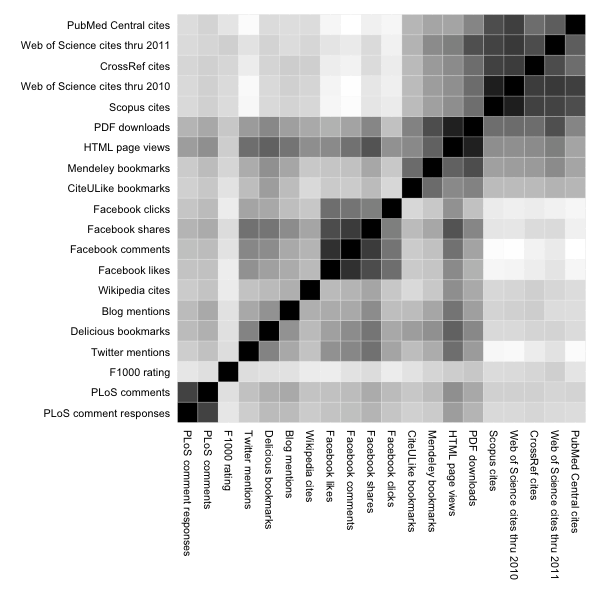 PubMed Central cites
Web of Science cites thru 2011
CrossRef cites
Web of Science cites thru 2010
Scopus cites
PDF downloads
HTML page views
Mendeley bookmarks
CiteULike bookmarks
Facebook clicks
Facebook shares
Facebook comments
Facebook likes
Wikipedia cites
Blog mentions
Delicious bookmarks
Twitter mentions
F1000 rating
PLoS comments
PLoS comment responses
PLoS comment responses
PLoS comments
F1000 rating
Twitter mentions
Delicious bookmarks
Blog mentions
Wikipedia cites
Facebook likes
Facebook comments
Facebook shares
Facebook clicks
CiteULike bookmarks
Mendeley bookmarks
HTML page views
PDF downloads
Scopus cites
Web of Science cites thru 2010
CrossRef cites
Web of Science cites thru 2011
PubMed Central cites